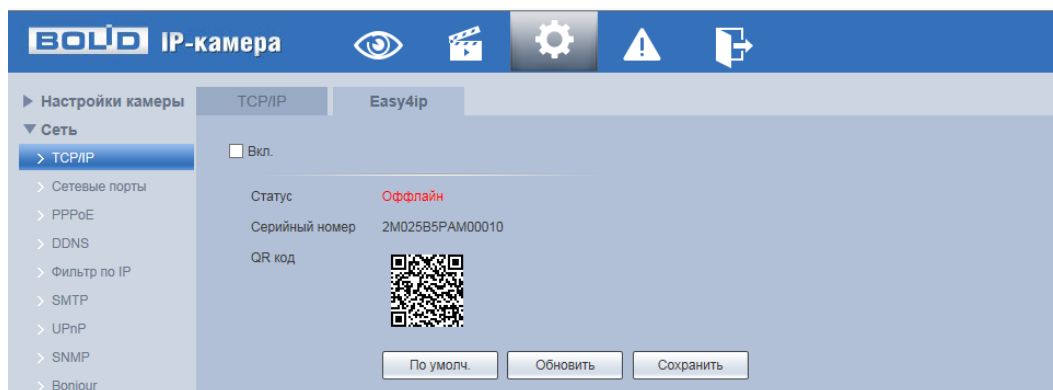 BOLID IP-камера
Настройки камеры
Сеть
TCP/IP
Сетевые порты
PPPoE
DDNS
Фильтр по IP
SMTP
UPnP
SNMP
Bonjour
TCP/IP Easy4ip
Вкл.
Статус Оффлайн
Серийный номер 2M025B5PAM00010
QR код
По умолч. Обновить Сохранить